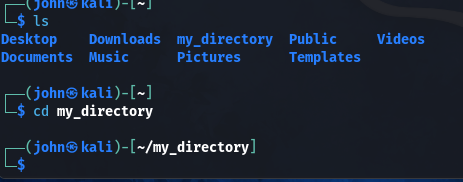 ┌──(john㉿kali)-[~]
└─$ ls
Desktop    Downloads  my_directory  Public     Videos
Documents  Music      Pictures      Templates
┌──(john㉿kali)-[~]
└─$ cd my_directory
┌──(john㉿kali)-[~/my_directory]
└─$